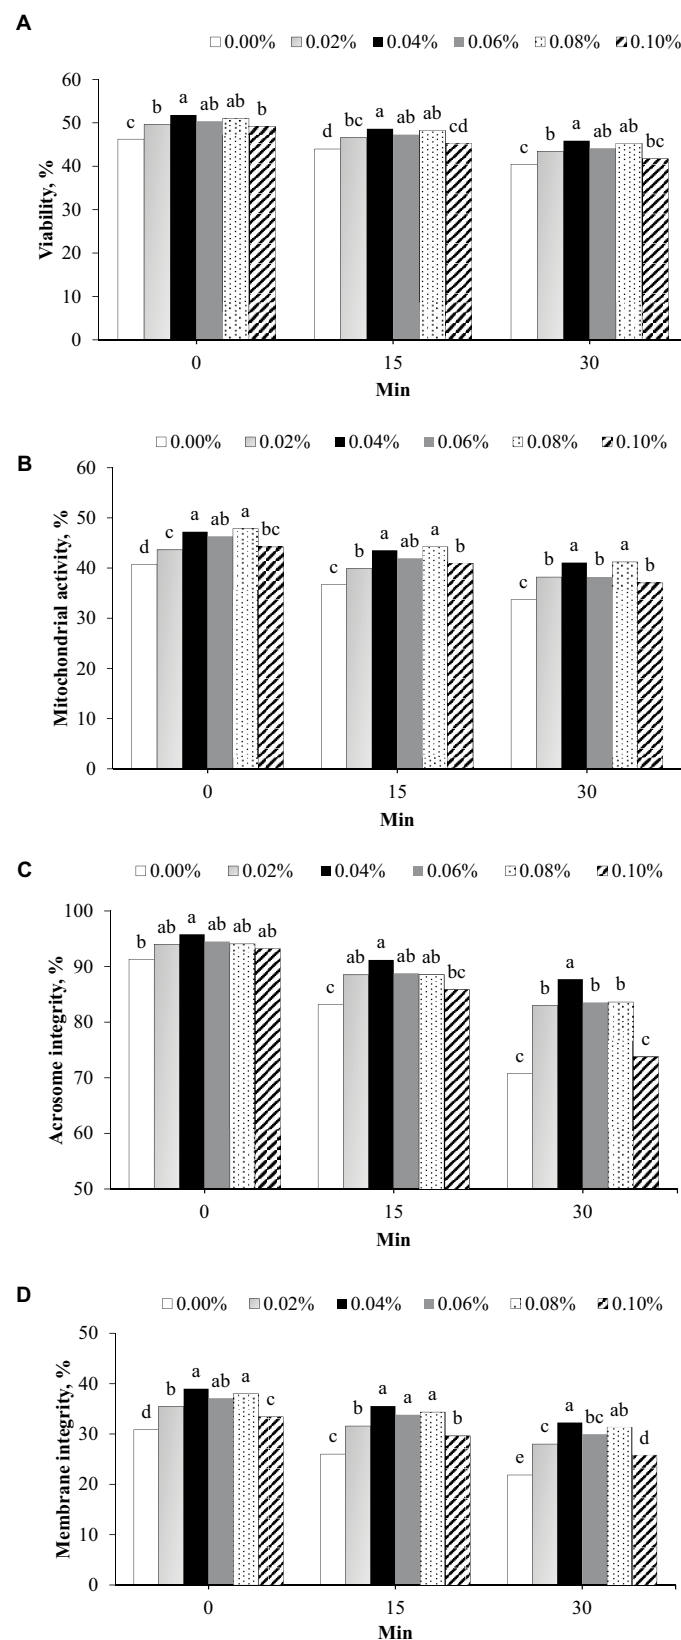 A
0.00% 0.02% 0.04% 0.06% 0.08% 0.10%
60
50
40
30
20
10
0
Viability, %
c b a ab ab b
d bc a ab ab cd
c b a ab ab bc
0 15 30
Min
B
0.00% 0.02% 0.04% 0.06% 0.08% 0.10%
60
50
40
30
20
10
0
Mitochondrial activity, %
d c a ab a bc
c b a ab a b
c b a b a b
0 15 30
Min
C
0.00% 0.02% 0.04% 0.06% 0.08% 0.10%
100
90
80
70
60
50
Acrosome integrity, %
b ab a ab ab ab
c ab a ab ab bc
c b a b b c
0 15 30
Min
D
0.00% 0.02% 0.04% 0.06% 0.08% 0.10%
50
40
30
20
10
0
Membrane integrity, %
d b a ab a c
c b a a a b
e c a bc ab d
0 15 30
Min